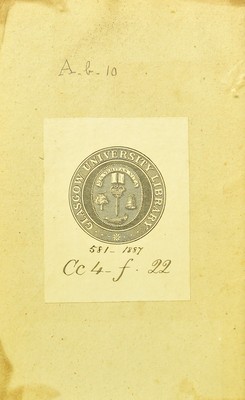 A.b.10
GLASGOW UNIVERSITY LIBRARY
581 - 1887
Cc 4 - f. 22